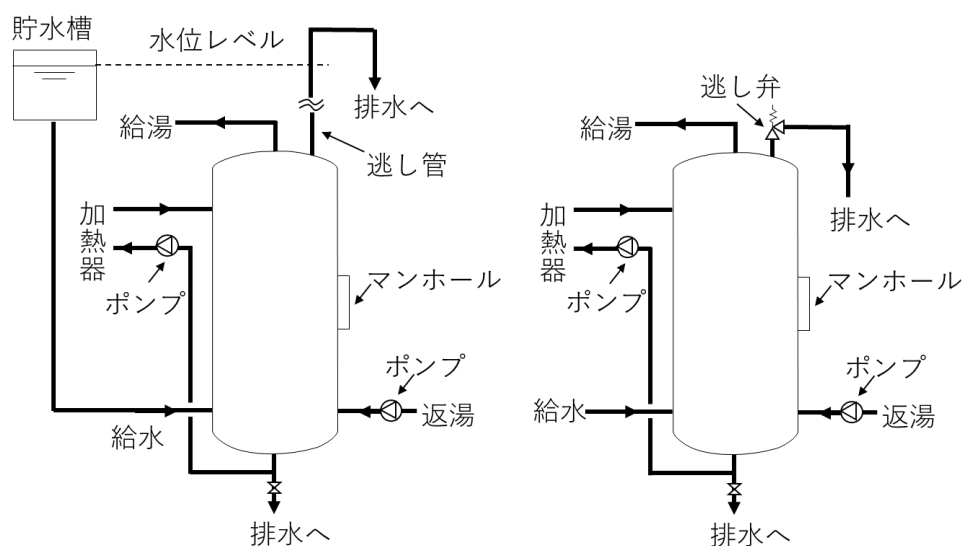 貯水槽
水位レベル
排水へ
給湯
逃し管
加熱器
ポンプ
マンホール
ポンプ
返湯
給水
排水へ
逃し弁
給湯
排水へ
加熱器
ポンプ
マンホール
ポンプ
給水
返湯
排水へ